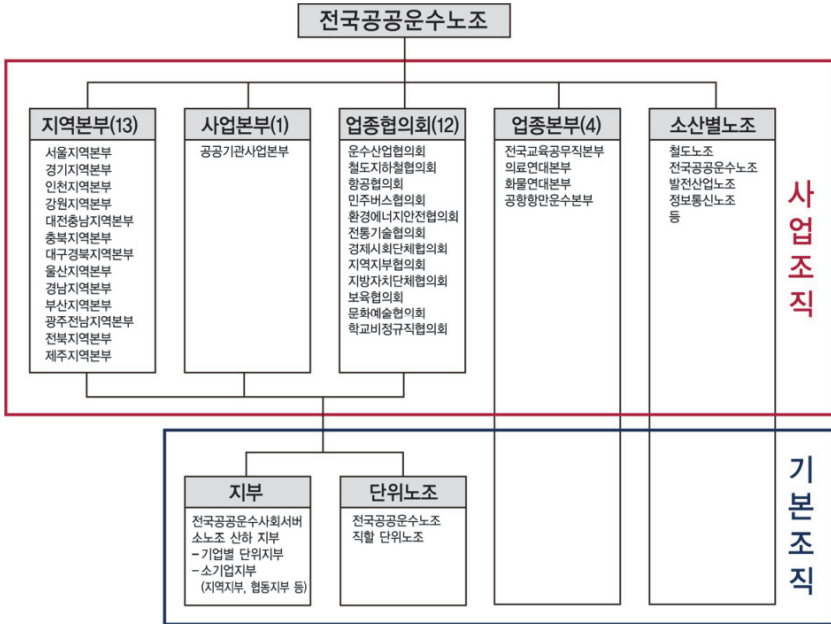 전국공공운수노조
지역본부(13)
서울지역본부
경기지역본부
인천지역본부
강원지역본부
대전충남지역본부
충북지역본부
대구경북지역본부
울산지역본부
경남지역본부
부산지역본부
광주전남지역본부
전북지역본부
제주지역본부
사업본부(1)
공공기관사업본부
업종협의회(12)
운수산업협의회
철도지하철협의회
항공협의회
민주버스협의회
환경에너지안전협의회
전통기술협의회
경제시회단체협의회
지역지부협의회
지방자치단체협의회
보육협의회
문화예술협의회
학교비정규직협의회
업종본부(4)
전국교육공무직본부
의료연대본부
화물연대본부
공항항만운수본부
소산별노조
철도노조
전국공공운수노조
발전산업노조
정보통신노조
등
사업조직
지부
전국공공운수사회서버
소노조 산하 지부
– 기업별 단위지부
– 소기업지부
(지역지부, 협동지부 등)
단위노조
전국공공운수노조
직할 단위노조
기본조직